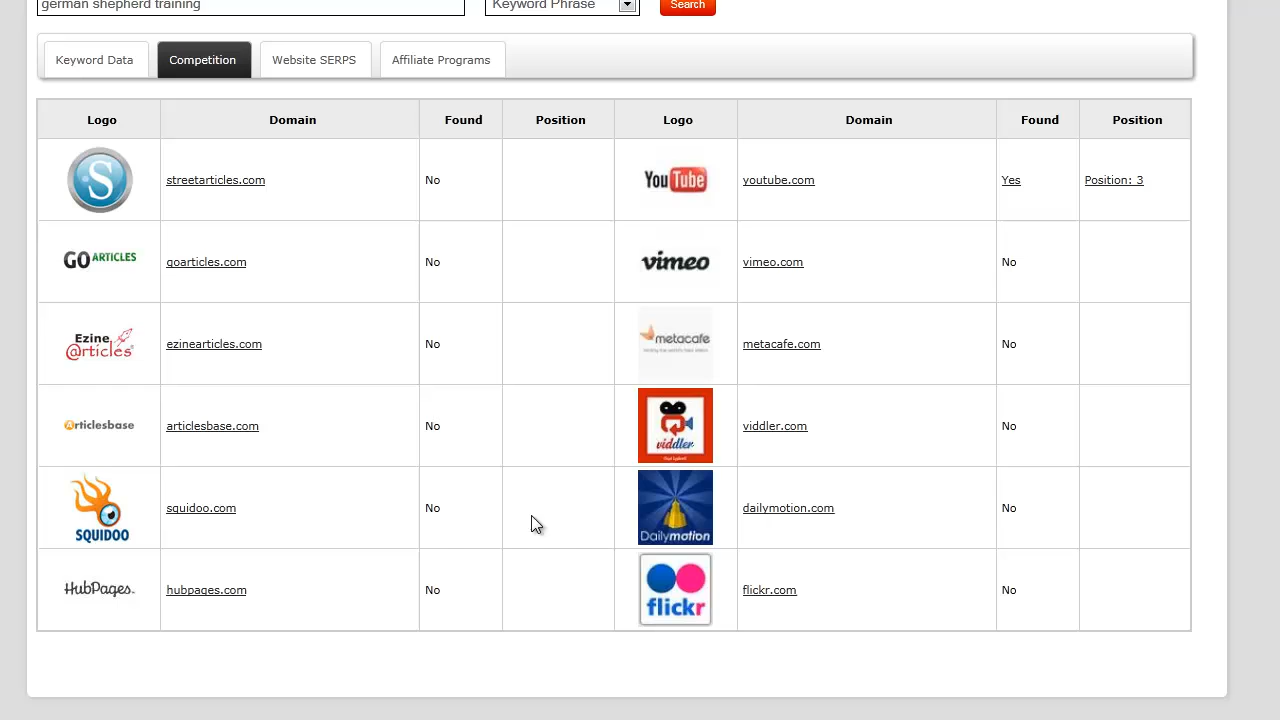 german shepherd training Keyword Phrase Search
Keyword Data Competition Website SERPS Affiliate Programs
Logo Domain Found Position Logo Domain Found Position
S streetarticles.com No YouTube youtube.com Yes Position: 3
GO ARTICLES goarticles.com No vimeo vimeo.com No
Ezine @rticles ezinearticles.com No metacafe metacafe.com No
articlesbase articlesbase.com No viddler viddler.com No
SQUIDOO squidoo.com No Dailymotion dailymotion.com No
HubPages. hubpages.com No flickr flickr.com No